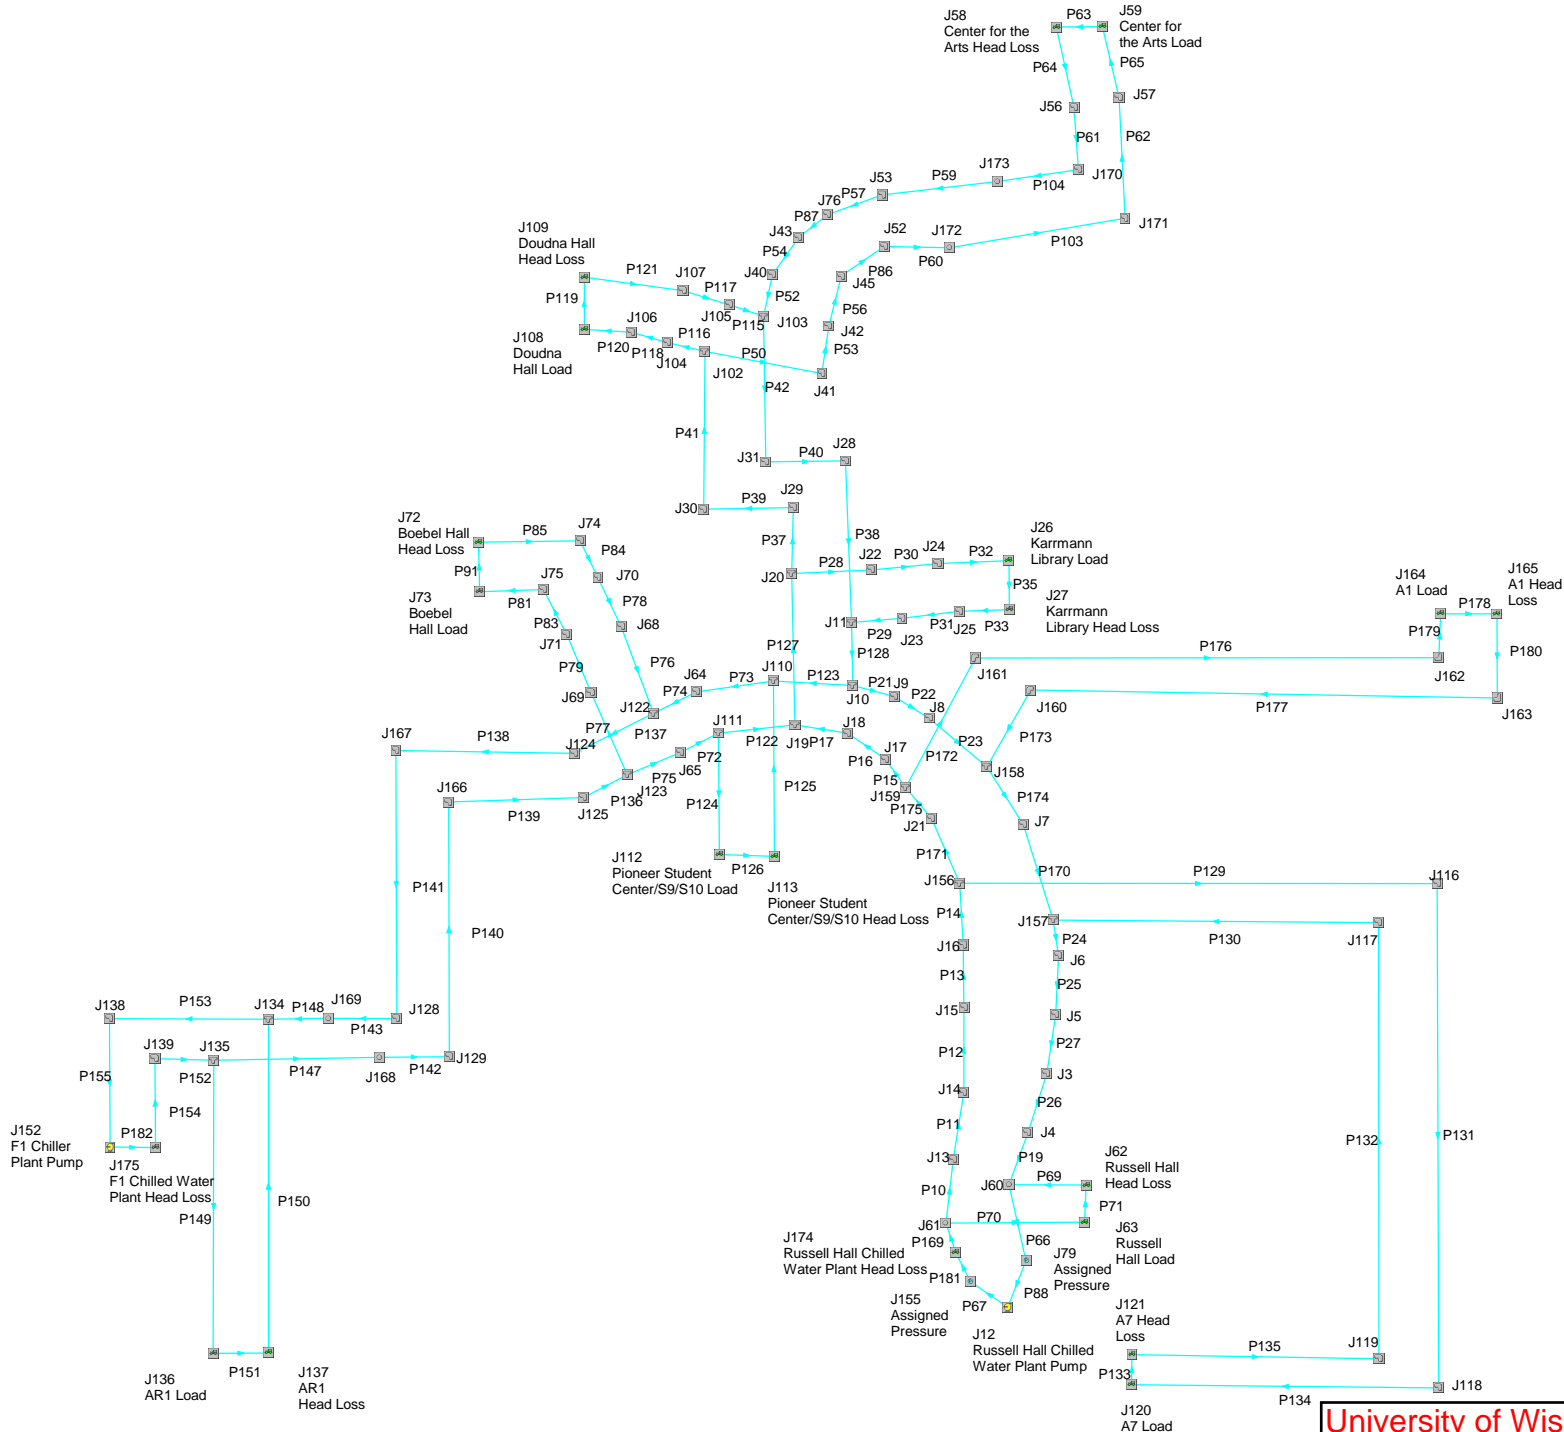 J58
Center for the
Arts Head Loss
P63
J59
Center for
the Arts Load
P64
P65
J56
J57
P61
P62
J173
J170
P104
P59
J53
P57
J76
P87
J43
J171
P103
J172
J52
P60
P86
J45
P54
J40
P52
P56
J42
P53
J41
J109
Doudna Hall
Head Loss
P121
J107
P117
J105
P115
J103
P119
J106
P116
J108
Doudna
Hall Load
P120
P118
J104
J102
P50
P42
P41
J31
P40
J28
J30
P39
J29
P38
P37
J20
P28
J22
P30
J24
P32
J26
Karrmann
Library Load
P35
J27
Karrmann
Library Head Loss
J11
P29
J23
P31
J25
P33
J72
Boebel Hall
Head Loss
P85
J74
P84
P91
J75
J70
P81
J73
Boebel
Hall Load
P83
J71
P78
J68
P79
P76
J69
P74
J64
P73
J110
P123
P127
P128
J10
P21
J9
P22
J8
P23
J122
P77
P137
J124
P138
J167
J111
P122
J19
P17
J18
P16
J17
P15
J159
P172
J161
P176
J164
A1 Load
J165
A1 Head
Loss
P178
P179
P180
J162
J163
P177
J160
P173
J158
P72
J65
P75
J123
P136
J125
P139
J166
P124
P125
P175
J21
P174
J7
J112
Pioneer Student
Center/S9/S10 Load
P126
J113
Pioneer Student
Center/S9/S10 Head Loss
P171
J156
P129
J116
P170
J157
P130
J117
P14
P24
J16
J6
P13
P25
J15
J5
P12
P27
J14
J3
P11
P26
J13
J4
P10
P19
P141
P140
J138
P153
J134
P148
J169
P143
J128
J139
J135
P152
P147
J168
P142
J129
P155
P154
J152
F1 Chiller
Plant Pump
P182
J175
F1 Chilled Water
Plant Head Loss
P149
P150
P151
J136
AR1 Load
J137
AR1
Head Loss
J60
P69
J62
Russell Hall
Head Loss
P71
J61
P70
J63
Russell
Hall Load
P169
J174
Russell Hall Chilled
Water Plant Head Loss
P66
J79
Assigned
Pressure
P181
P88
P67
J155
Assigned
Pressure
J12
Russell Hall Chilled
Water Plant Pump
P132
P131
J121
A7 Head
Loss
P135
J119
P133
J118
P134
J120
A7 Load
University of Wis